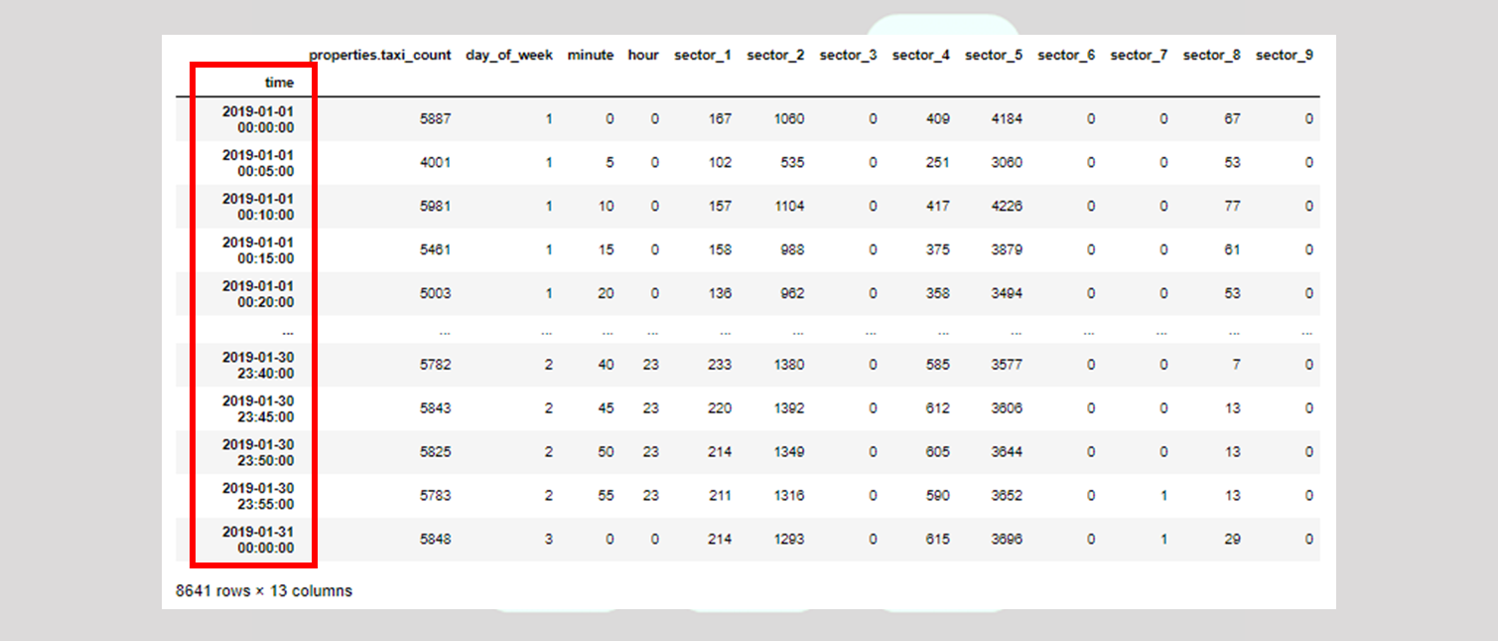 properties.taxi_count day_of_week minute hour sector_1 sector_2 sector_3 sector_4 sector_5 sector_6 sector_7 sector_8 sector_9
time
2019-01-01 00:00:00 5887 1 0 0 167 1060 0 409 4184 0 0 67 0
2019-01-01 00:05:00 4001 1 5 0 102 535 0 251 3060 0 0 53 0
2019-01-01 00:10:00 5981 1 10 0 157 1104 0 417 4226 0 0 77 0
2019-01-01 00:15:00 5461 1 15 0 158 988 0 375 3879 0 0 61 0
2019-01-01 00:20:00 5003 1 20 0 136 962 0 358 3494 0 0 53 0
... ... ... ... ... ... ... ... ... ... ... ... ... ...
2019-01-30 23:40:00 5782 2 40 23 233 1380 0 585 3577 0 0 7 0
2019-01-30 23:45:00 5843 2 45 23 220 1392 0 612 3606 0 0 13 0
2019-01-30 23:50:00 5825 2 50 23 214 1349 0 605 3644 0 0 13 0
2019-01-30 23:55:00 5783 2 55 23 211 1316 0 590 3652 0 1 13 0
2019-01-31 00:00:00 5848 3 0 0 214 1293 0 615 3696 0 1 29 0
8641 rows × 13 columns